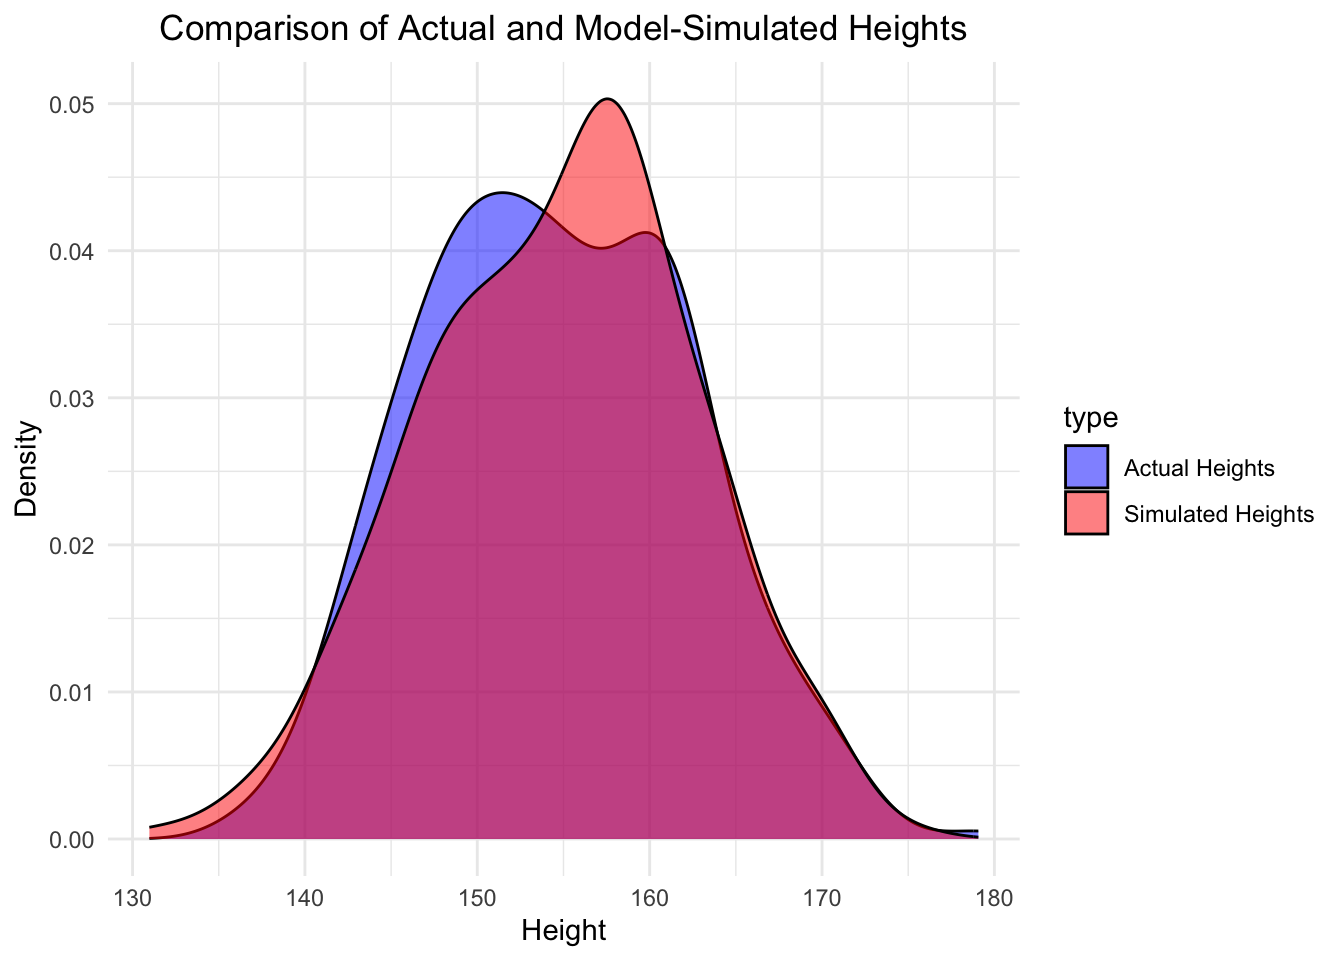 Comparison of Actual and Model-Simulated Heights
0.05
0.04
0.03
0.02
0.01
0.00
Density
130 140 150 160 170 180
Height
type
Actual Heights
Simulated Heights